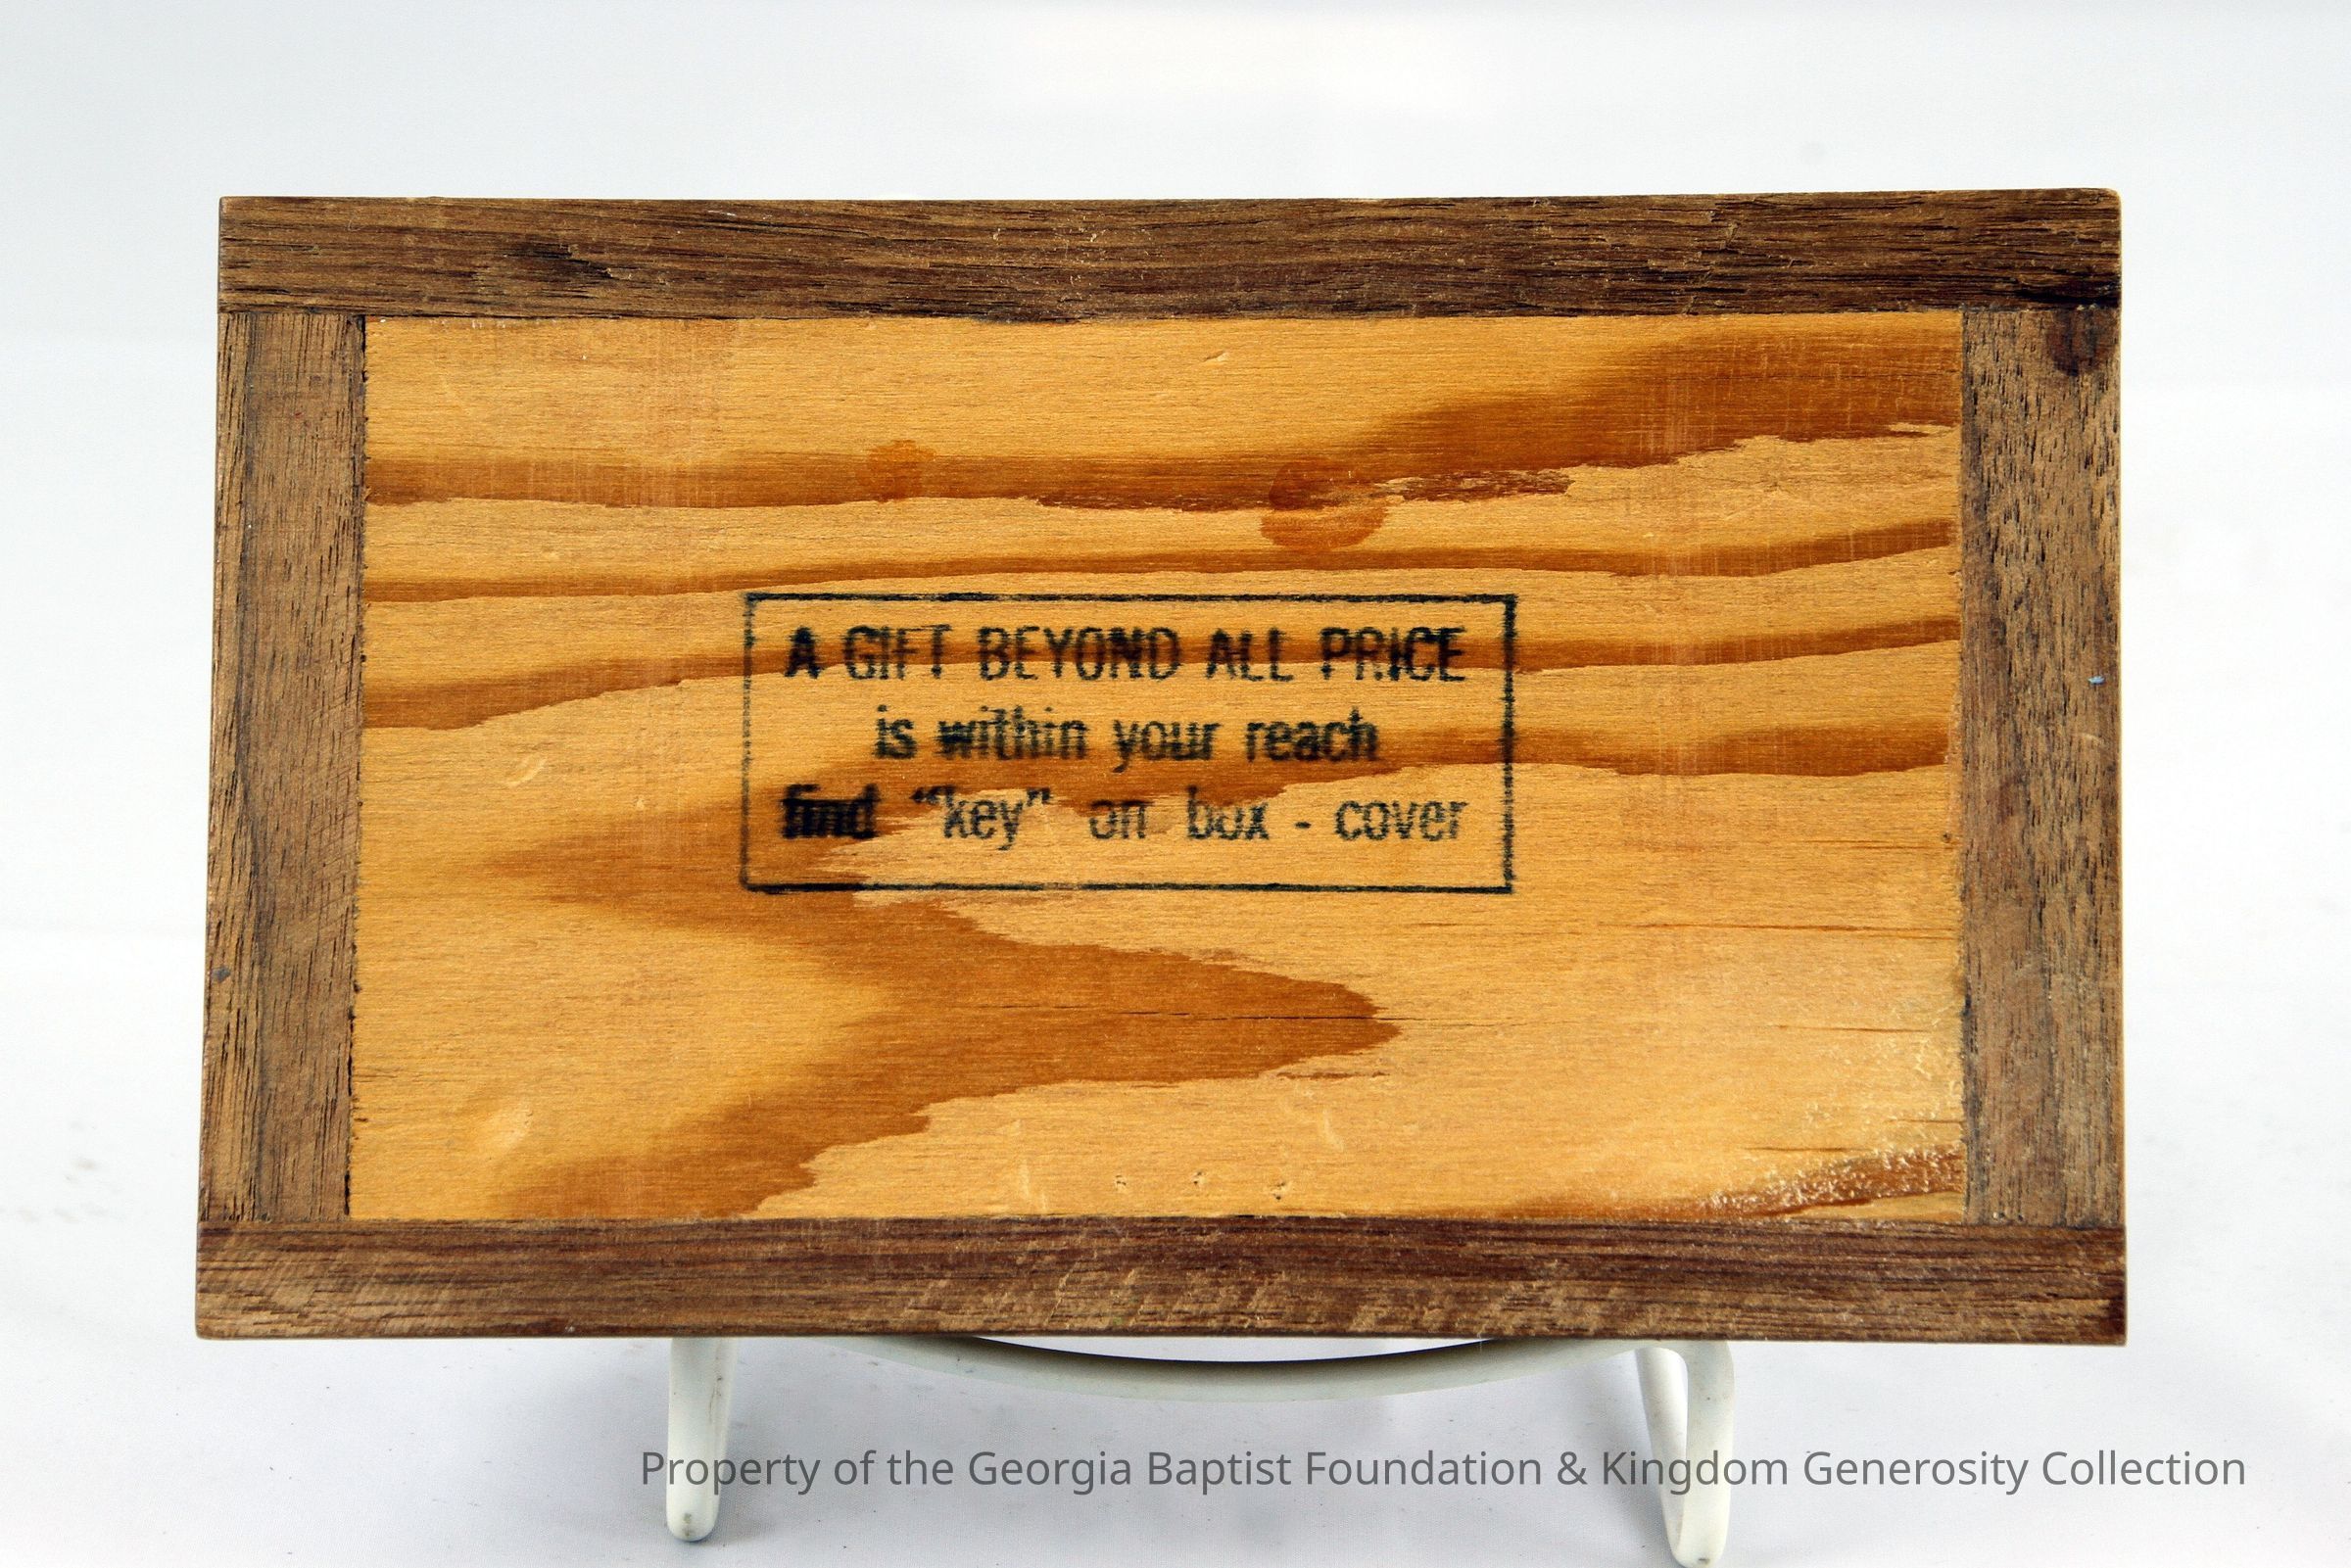 A GIFT BEYOND ALL PRICE
is within your reach
find “key” on box - cover
Property of the Georgia Baptist Foundation & Kingdom Generosity Collection